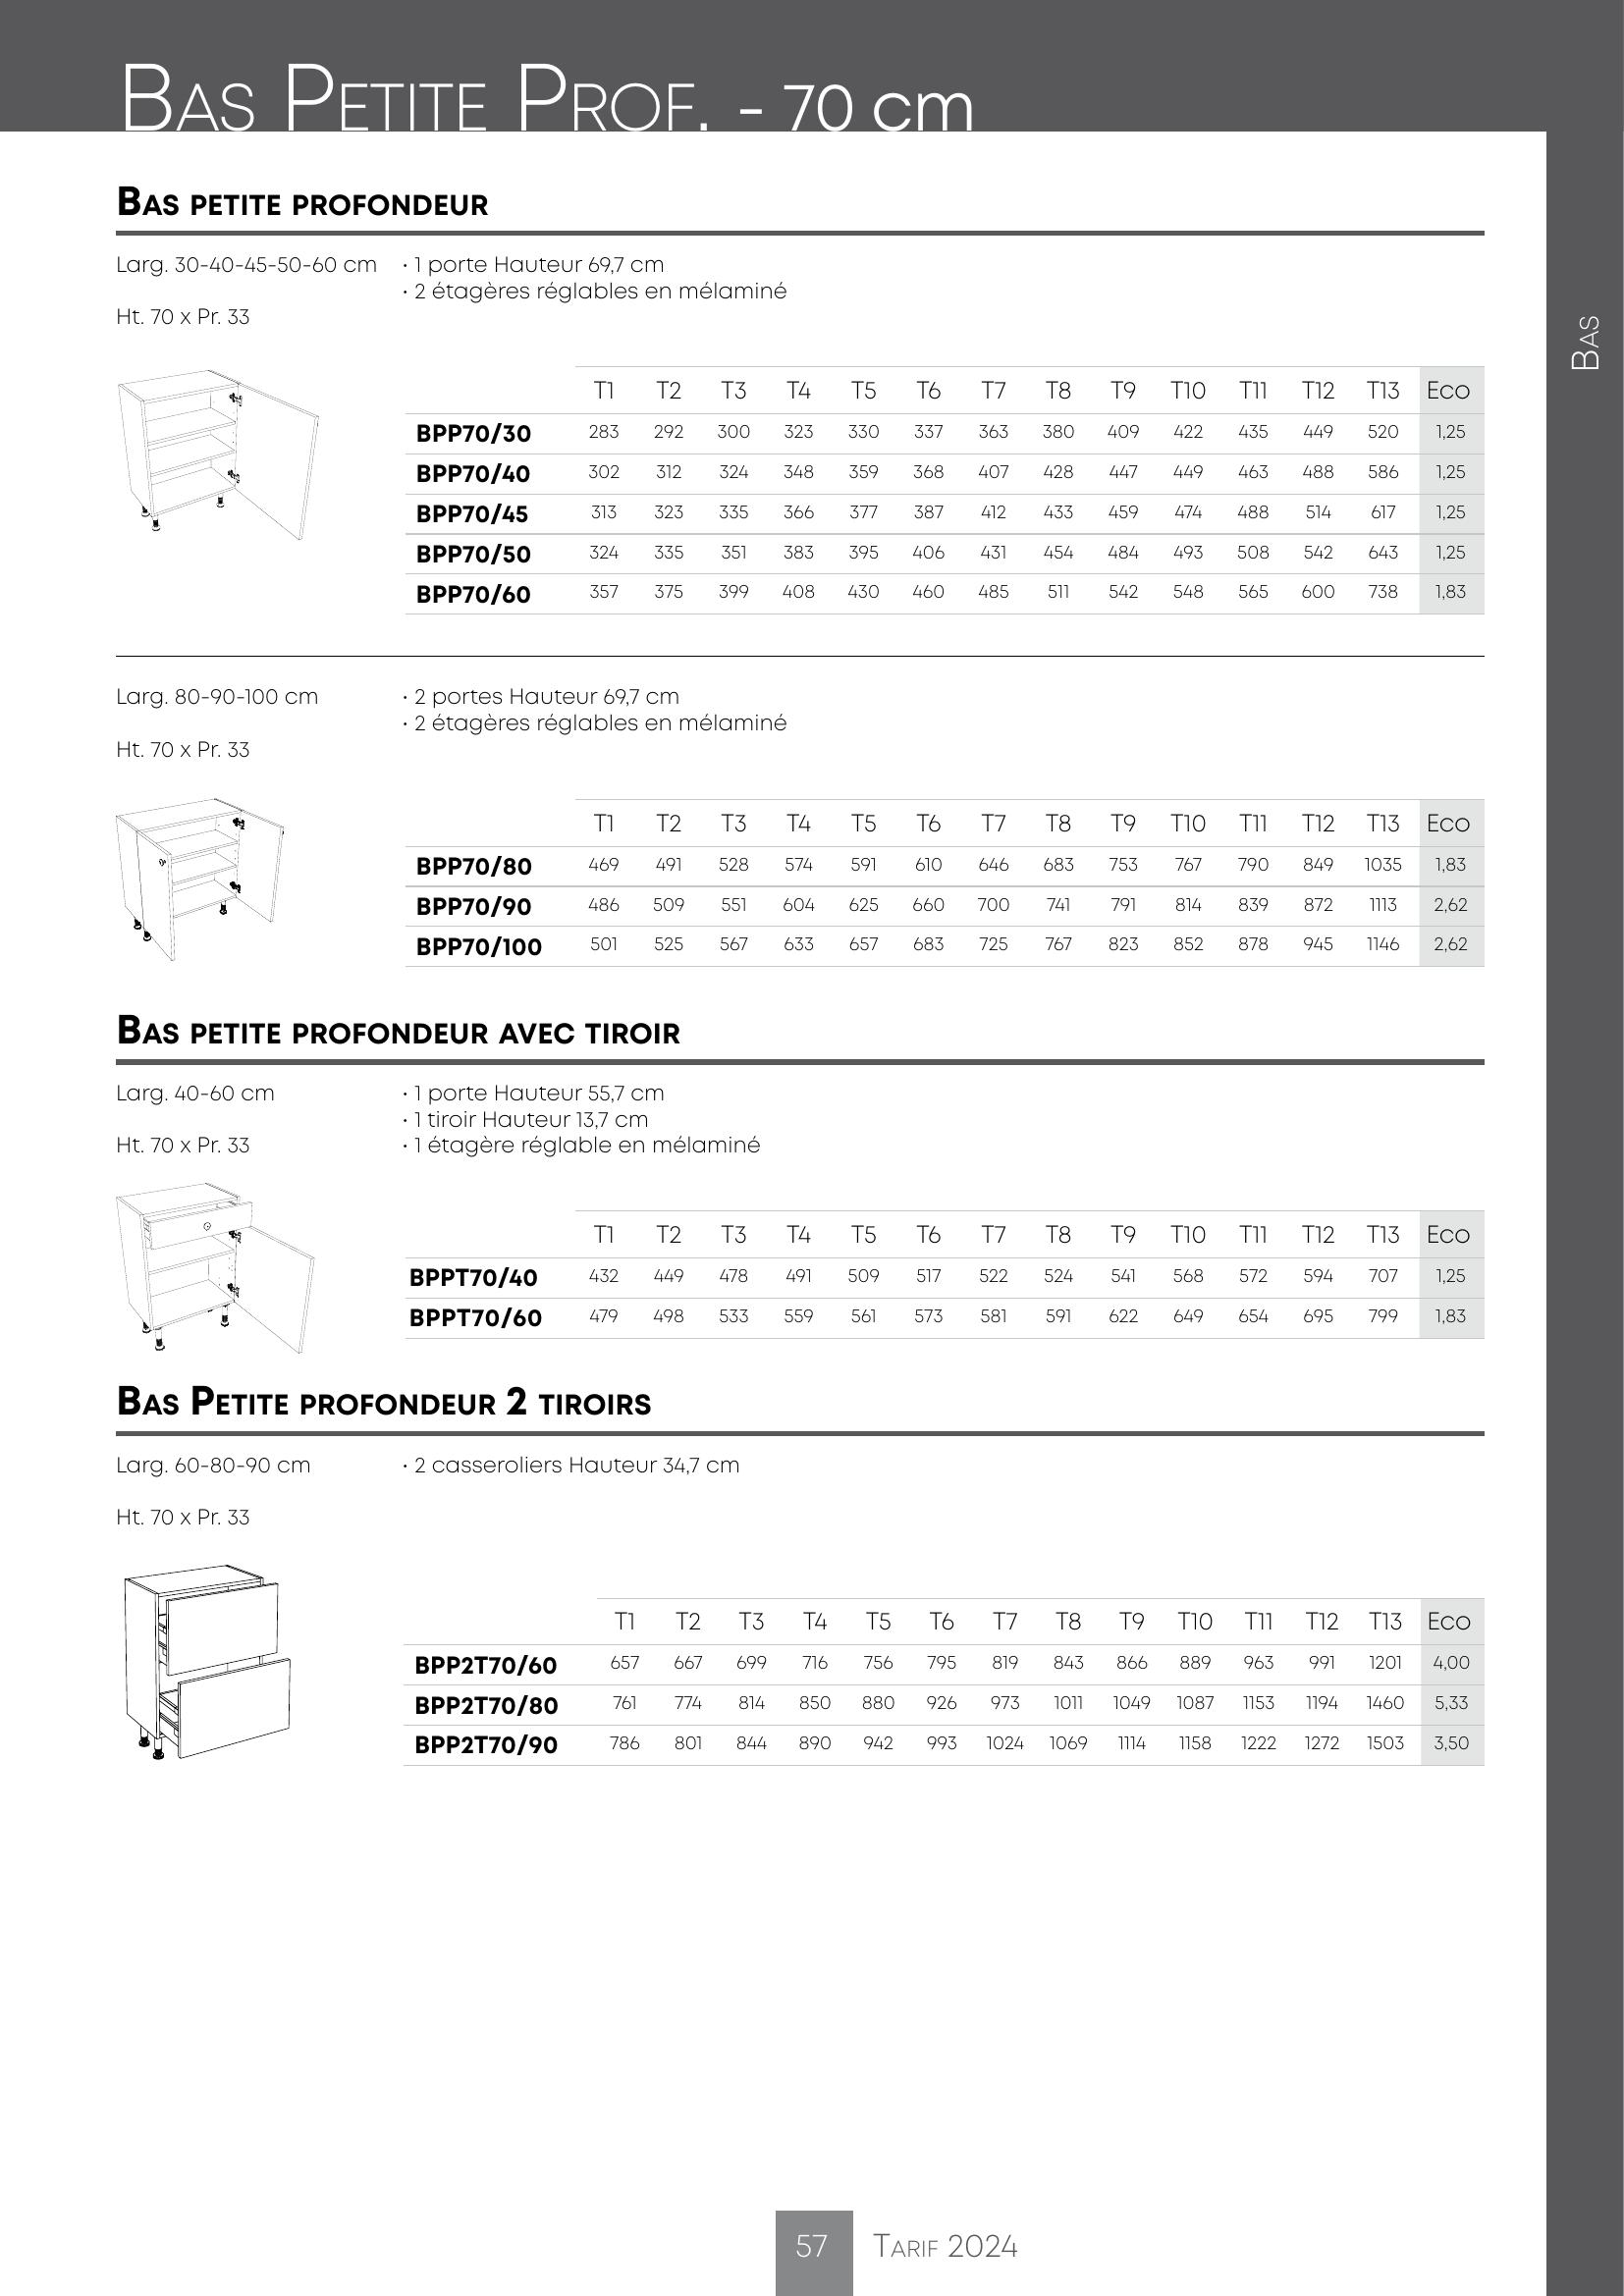 Bas Petite Prof. - 70 cm
Bas
Bas petite profondeur
Larg. 30-40-45-50-60 cm
· 1 porte Hauteur 69,7 cm
· 2 étagères réglables en mélaminé
Ht. 70 x Pr. 33
T1 T2 T3 T4 T5 T6 T7 T8 T9 T10 T11 T12 T13 Eco
BPP70/30 283 292 300 323 330 337 363 380 409 422 435 449 520 1,25
BPP70/40 302 312 324 348 359 368 407 428 447 449 463 488 586 1,25
BPP70/45 313 323 335 366 377 387 412 433 459 474 488 514 617 1,25
BPP70/50 324 335 351 383 395 406 431 454 484 493 508 542 643 1,25
BPP70/60 357 375 399 408 430 460 485 511 542 548 565 600 738 1,83
Larg. 80-90-100 cm
· 2 portes Hauteur 69,7 cm
· 2 étagères réglables en mélaminé
Ht. 70 x Pr. 33
T1 T2 T3 T4 T5 T6 T7 T8 T9 T10 T11 T12 T13 Eco
BPP70/80 469 491 528 574 591 610 646 683 753 767 790 849 1035 1,83
BPP70/90 486 509 551 604 625 660 700 741 791 814 839 872 1113 2,62
BPP70/100 501 525 567 633 657 683 725 767 823 852 878 945 1146 2,62
Bas petite profondeur avec tiroir
Larg. 40-60 cm
· 1 porte Hauteur 55,7 cm
· 1 tiroir Hauteur 13,7 cm
Ht. 70 x Pr. 33
· 1 étagère réglable en mélaminé
T1 T2 T3 T4 T5 T6 T7 T8 T9 T10 T11 T12 T13 Eco
BPPT70/40 432 449 478 491 509 517 522 524 541 568 572 594 707 1,25
BPPT70/60 479 498 533 559 561 573 581 591 622 649 654 695 799 1,83
Bas Petite profondeur 2 tiroirs
Larg. 60-80-90 cm
· 2 casseroliers Hauteur 34,7 cm
Ht. 70 x Pr. 33
T1 T2 T3 T4 T5 T6 T7 T8 T9 T10 T11 T12 T13 Eco
BPP2T70/60 657 667 699 716 756 795 819 843 866 889 963 991 1201 4,00
BPP2T70/80 761 774 814 850 880 926 973 1011 1049 1087 1153 1194 1460 5,33
BPP2T70/90 786 801 844 890 942 993 1024 1069 1114 1158 1222 1272 1503 3,50
57 Tarif 2024